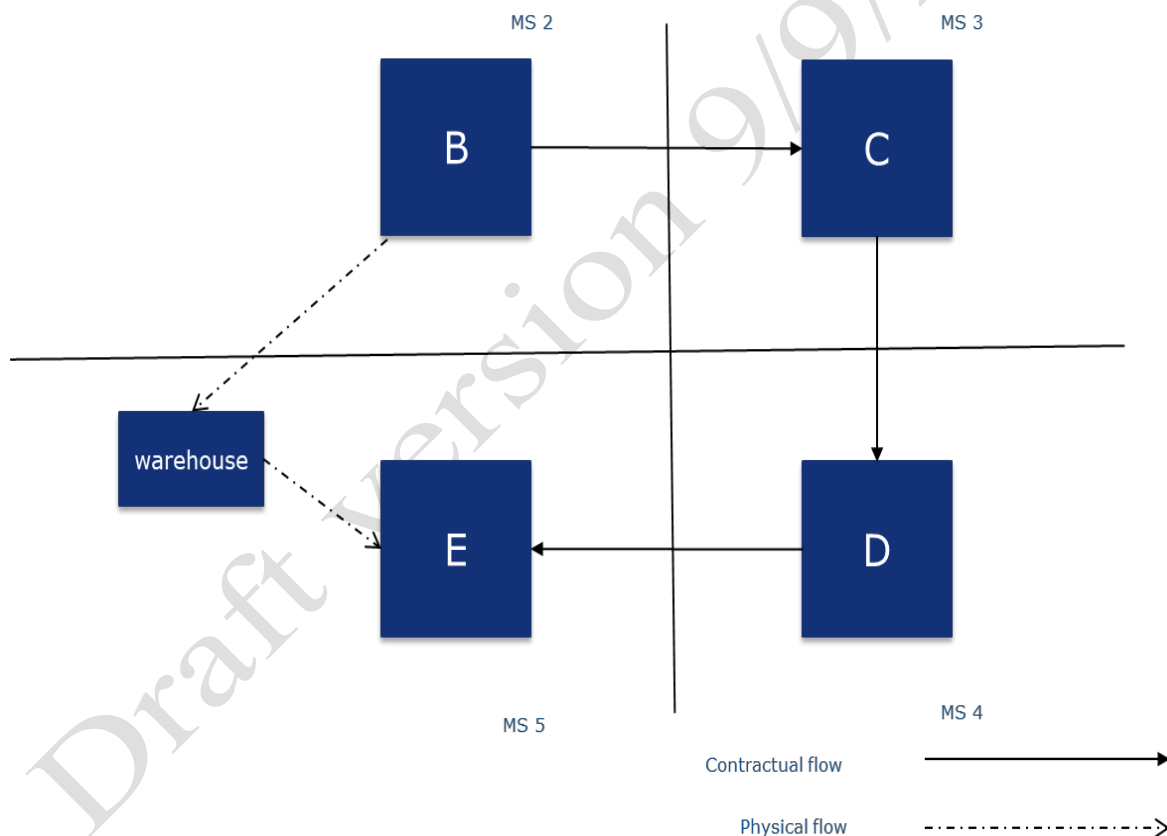 MS 2
MS 3
B
C
warehouse
E
D
MS 5
MS 4
Contractual flow
Physical flow
Draft version 9/9/